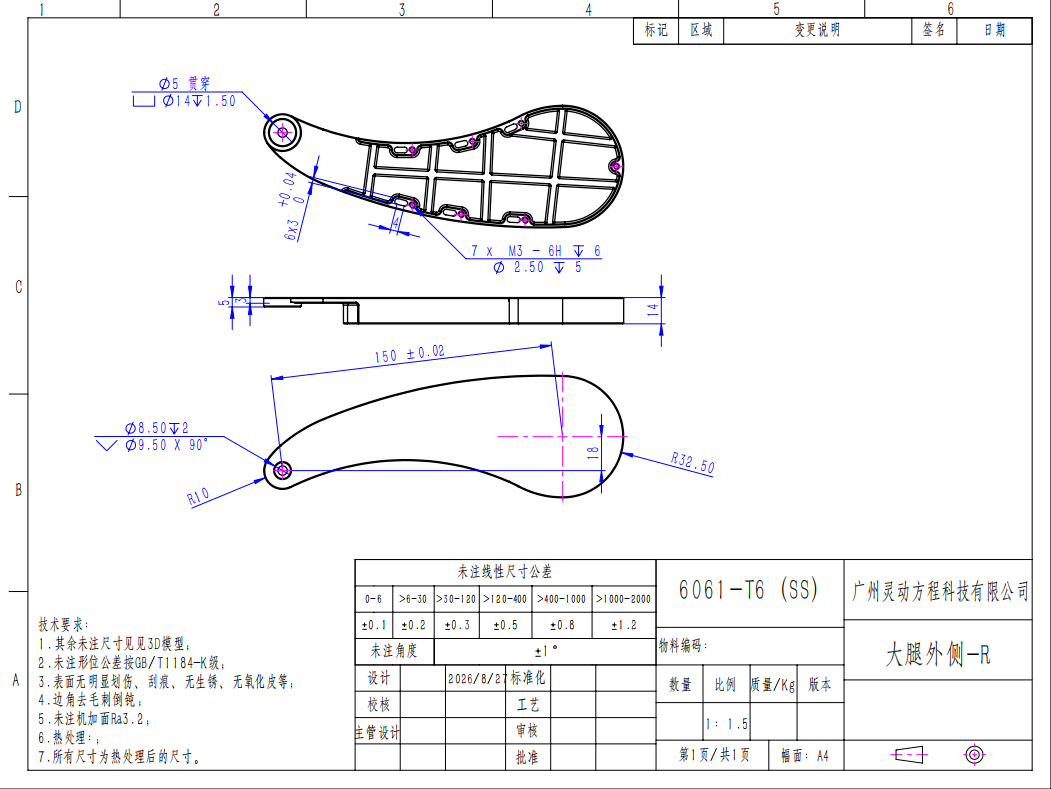 1 2 3 4 5 6
标记 区域 变更说明 签名 日期
D
C
B
A
Ø5 贯穿
⌴ Ø14↧1.50
6x3 +0.04 0
4
7 x M3 - 6H ↧ 6
Ø 2.50 ↧ 5
5
3
14
150 ±0.02
Ø8.50↧2
⌵ Ø9.50 X 90°
R10
18
R32.50
技术要求:
1.其余未注尺寸见见3D模型;
2.未注形位公差按GB/T1184-K级;
3.表面无明显划伤、刮痕、无生锈、无氧化皮等;
4.边角去毛刺倒钝;
5.未注机加面Ra3.2;
6.热处理:;
7.所有尺寸为热处理后的尺寸。
未注线性尺寸公差
0-6 >6-30 >30-120 >120-400 >400-1000 >1000-2000
±0.1 ±0.2 ±0.3 ±0.5 ±0.8 ±1.2
未注角度 ±1°
设计 2026/8/27 标准化
校核 工艺
主管设计 审核
批准
6061-T6 (SS)
物料编码:
数量 比例 质量/Kg 版本
1: 1.5
第1页/共1页 幅面: A4
广州灵动方程科技有限公司
大腿外侧-R